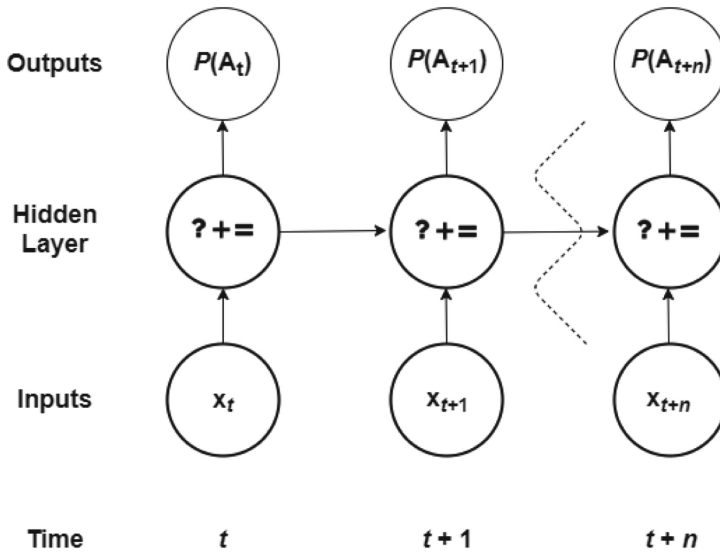 Outputs P(Aₜ) P(Aₜ₊₁) P(Aₜ₊ₙ)
Hidden
Layer ?+= ?+= ?+=
Inputs xₜ xₜ₊₁ xₜ₊ₙ
Time t t + 1 t + n